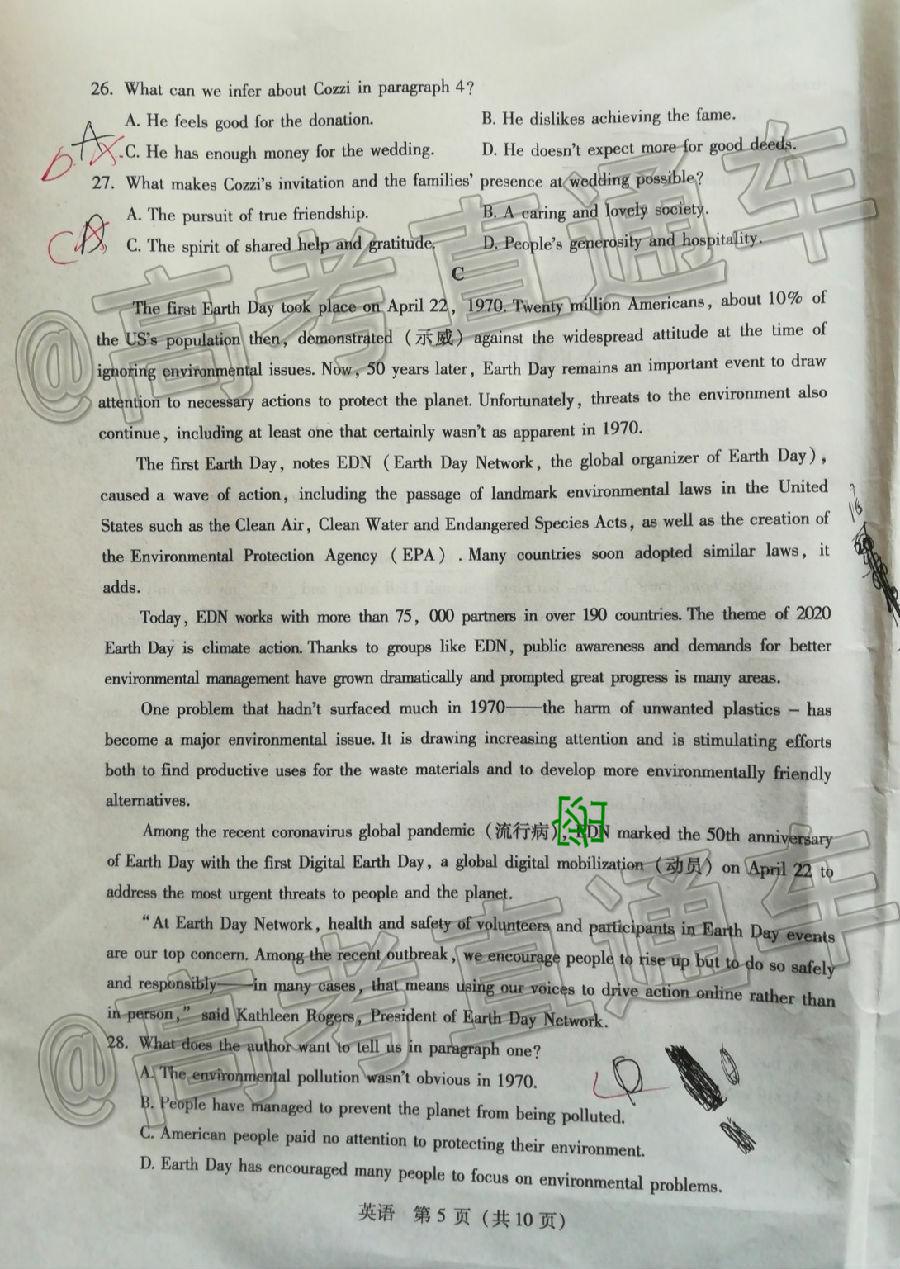 26. What can we infer about Cozzi in paragraph 4?
A. He feels good for the donation.
B. He dislikes achieving the fame.
C. He has enough money for the wedding.
D. He doesn't expect more for good deeds.
A
D
27. What makes Cozzi's invitation and the families' presence at wedding possible?
A. The pursuit of true friendship.
B. A caring and lovely society.
C. The spirit of shared help and gratitude.
D. People's generosity and hospitality.
C
C
The first Earth Day took place on April 22, 1970. Twenty million Americans, about 10% of
the US's population then, demonstrated (示威) against the widespread attitude at the time of
ignoring environmental issues. Now, 50 years later, Earth Day remains an important event to draw
attention to necessary actions to protect the planet. Unfortunately, threats to the environment also
continue, including at least one that certainly wasn't as apparent in 1970.
The first Earth Day, notes EDN (Earth Day Network, the global organizer of Earth Day),
caused a wave of action, including the passage of landmark environmental laws in the United
States such as the Clean Air, Clean Water and Endangered Species Acts, as well as the creation of
the Environmental Protection Agency (EPA). Many countries soon adopted similar laws, it
adds.
Today, EDN works with more than 75, 000 partners in over 190 countries. The theme of 2020
Earth Day is climate action. Thanks to groups like EDN, public awareness and demands for better
environmental management have grown dramatically and prompted great progress is many areas.
One problem that hadn't surfaced much in 1970——the harm of unwanted plastics – has
become a major environmental issue. It is drawing increasing attention and is stimulating efforts
both to find productive uses for the waste materials and to develop more environmentally friendly
alternatives.
Among the recent coronavirus global pandemic (流行病), EDN marked the 50th anniversary
of Earth Day with the first Digital Earth Day, a global digital mobilization (动员) on April 22 to
address the most urgent threats to people and the planet.
"At Earth Day Network, health and safety of volunteers and participants in Earth Day events
are our top concern. Among the recent outbreak, we encourage people to rise up but to do so safely
and responsibly——in many cases, that means using our voices to drive action online rather than
in person," said Kathleen Rogers, President of Earth Day Network.
28. What does the author want to tell us in paragraph one?
A. The environmental pollution wasn't obvious in 1970.
B. People have managed to prevent the planet from being polluted.
C. American people paid no attention to protecting their environment.
D. Earth Day has encouraged many people to focus on environmental problems.
英语 第 5 页 (共 10 页)
@高考直通车
@高考直通车